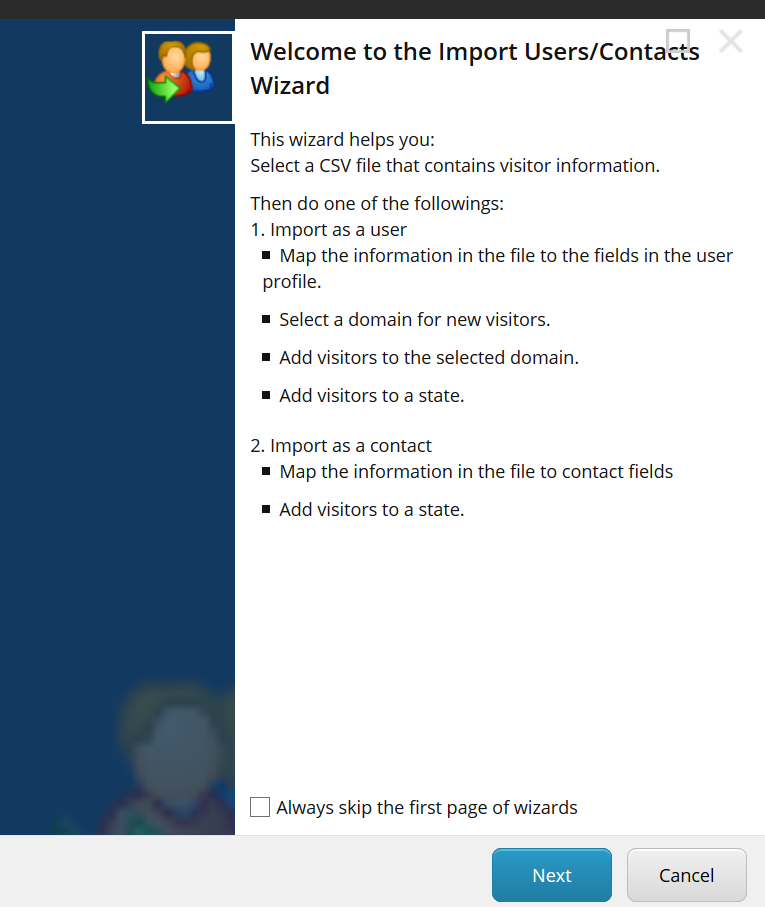 Welcome to the Import Users/Contacts
Wizard
This wizard helps you:
Select a CSV file that contains visitor information.
Then do one of the followings:
1. Import as a user
▪ Map the information in the file to the fields in the user
profile.
▪ Select a domain for new visitors.
▪ Add visitors to the selected domain.
▪ Add visitors to a state.
2. Import as a contact
▪ Map the information in the file to contact fields
▪ Add visitors to a state.
Always skip the first page of wizards
Next
Cancel